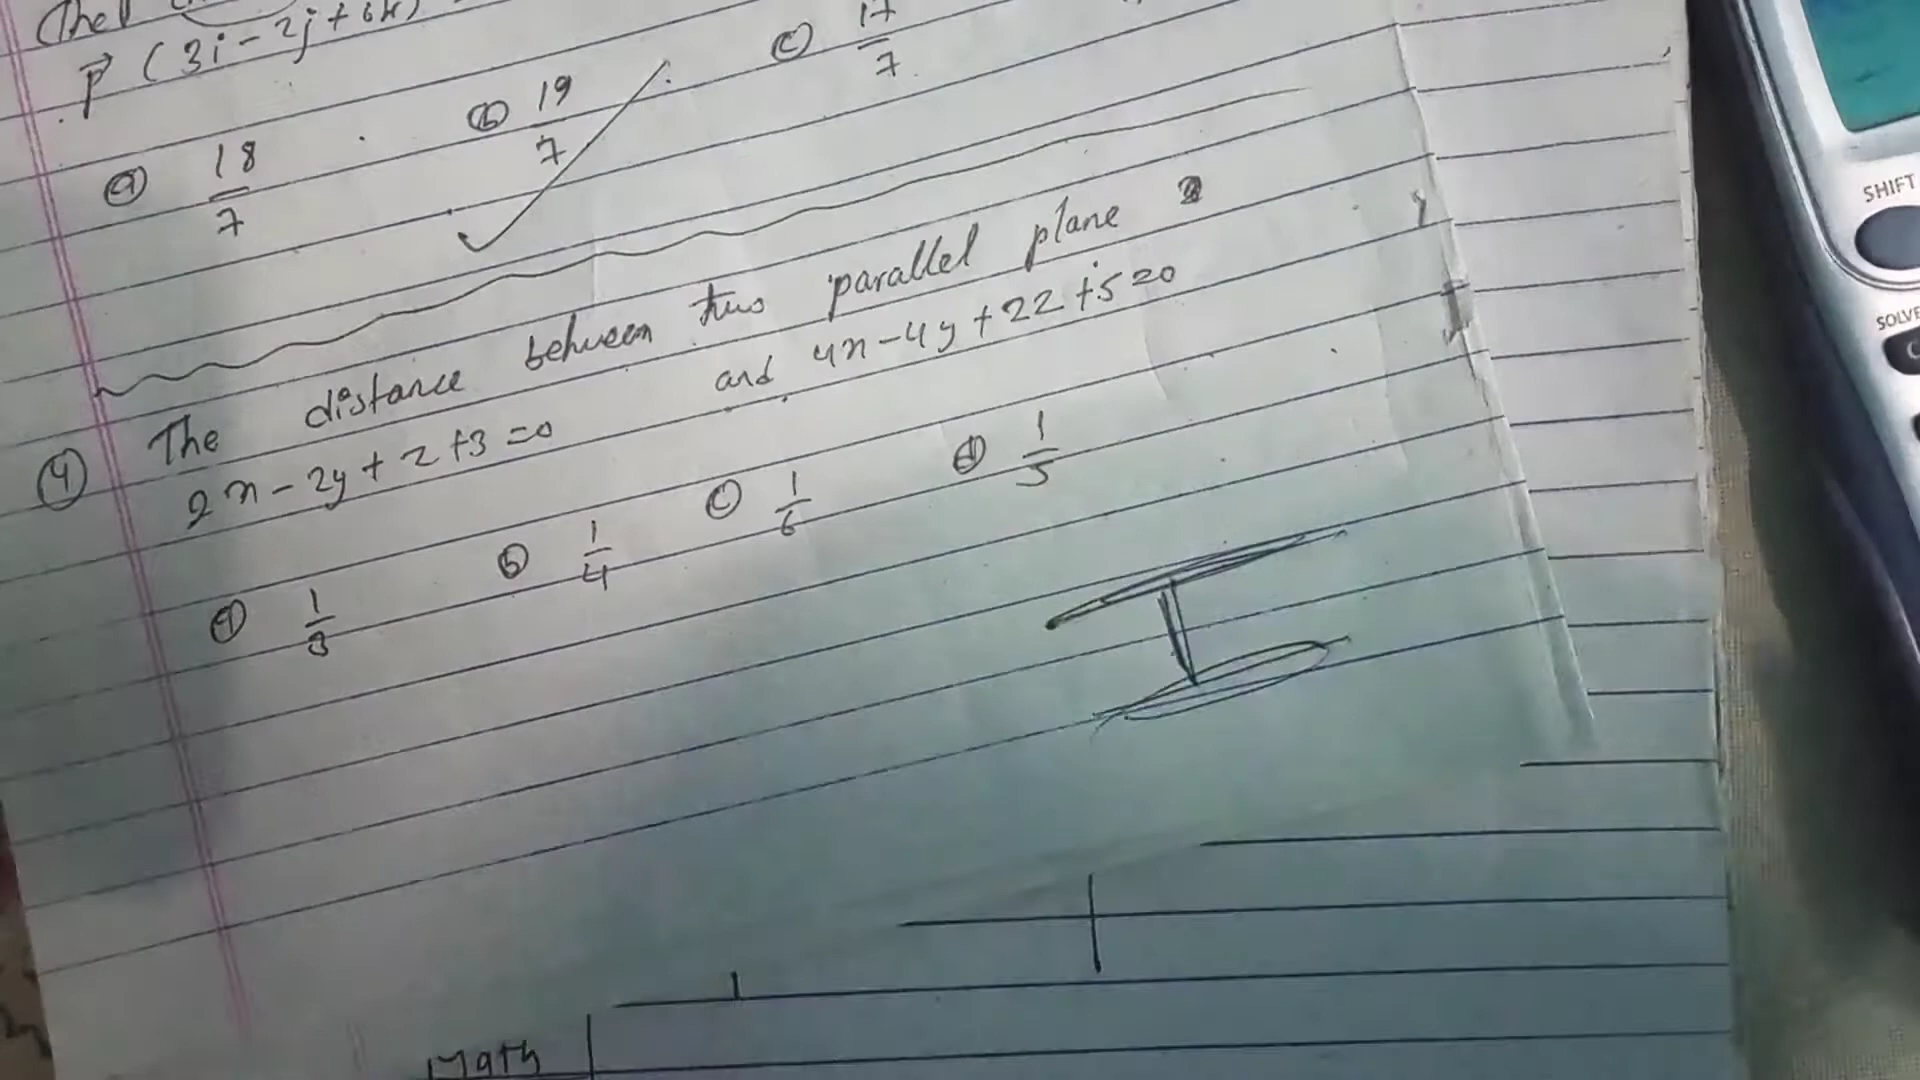 P⃗ (3i - 2j + 6k)
ⓐ 18/7 ⓑ 19/7 ⓒ 17/7
④ The distance between two parallel plane
2x - 2y + z + 3 = 0 and 4x - 4y + 2z + 5 = 0
ⓐ 1/3 ⓑ 1/4 ⓒ 1/6 ⓓ 1/5
Math
SHIFT
SOLVE